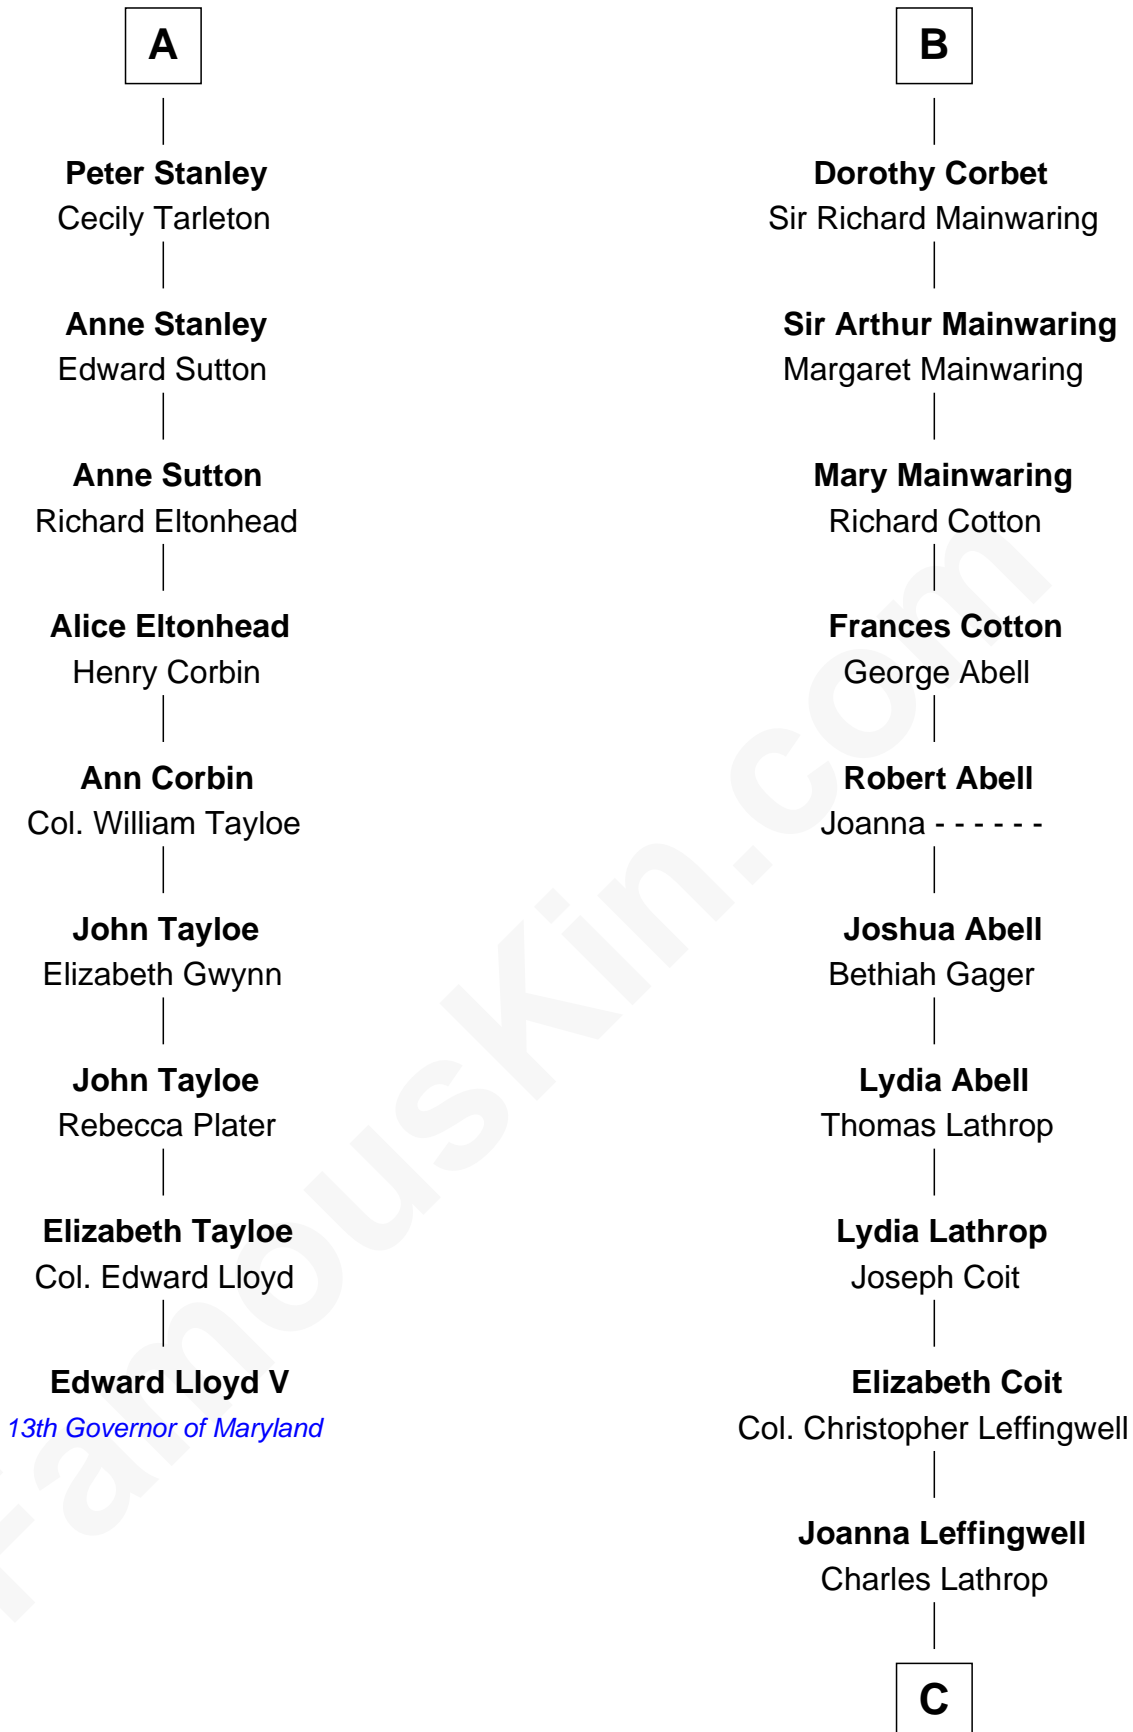 A
Peter Stanley
Cecily Tarleton
Anne Stanley
Edward Sutton
Anne Sutton
Richard Eltonhead
Alice Eltonhead
Henry Corbin
Ann Corbin
Col. William Tayloe
John Tayloe
Elizabeth Gwynn
John Tayloe
Rebecca Plater
Elizabeth Tayloe
Col. Edward Lloyd
Edward Lloyd V
13th Governor of Maryland
B
Dorothy Corbet
Sir Richard Mainwaring
Sir Arthur Mainwaring
Margaret Mainwaring
Mary Mainwaring
Richard Cotton
Frances Cotton
George Abell
Robert Abell
Joanna - - - - - -
Joshua Abell
Bethiah Gager
Lydia Abell
Thomas Lathrop
Lydia Lathrop
Joseph Coit
Elizabeth Coit
Col. Christopher Leffingwell
Joanna Leffingwell
Charles Lathrop
C
FamousKin.com